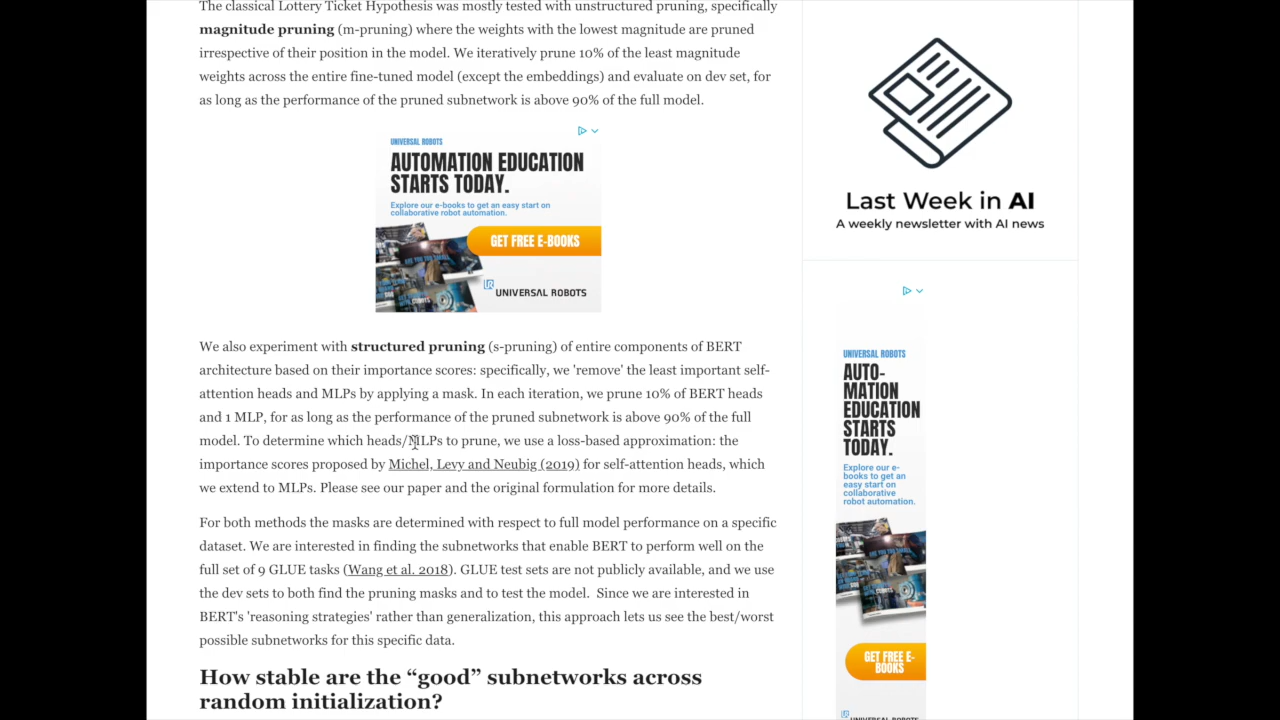 The classical Lottery Ticket Hypothesis was mostly tested with unstructured pruning, specifically
magnitude pruning (m-pruning) where the weights with the lowest magnitude are pruned
irrespective of their position in the model. We iteratively prune 10% of the least magnitude
weights across the entire fine-tuned model (except the embeddings) and evaluate on dev set, for
as long as the performance of the pruned subnetwork is above 90% of the full model.
UNIVERSAL ROBOTS
AUTOMATION EDUCATION
STARTS TODAY.
Explore our e-books to get an easy start on
collaborative robot automation.
GET FREE E-BOOKS
UNIVERSAL ROBOTS
We also experiment with structured pruning (s-pruning) of entire components of BERT
architecture based on their importance scores: specifically, we 'remove' the least important self-
attention heads and MLPs by applying a mask. In each iteration, we prune 10% of BERT heads
and 1 MLP, for as long as the performance of the pruned subnetwork is above 90% of the full
model. To determine which heads/MLPs to prune, we use a loss-based approximation: the
importance scores proposed by Michel, Levy and Neubig (2019) for self-attention heads, which
we extend to MLPs. Please see our paper and the original formulation for more details.
For both methods the masks are determined with respect to full model performance on a specific
dataset. We are interested in finding the subnetworks that enable BERT to perform well on the
full set of 9 GLUE tasks (Wang et al. 2018). GLUE test sets are not publicly available, and we use
the dev sets to both find the pruning masks and to test the model.  Since we are interested in
BERT's 'reasoning strategies' rather than generalization, this approach lets us see the best/worst
possible subnetworks for this specific data.
How stable are the “good” subnetworks across
random initialization?
Last Week in AI
A weekly newsletter with AI news
UNIVERSAL ROBOTS
AUTO-
MATION
EDUCATION
STARTS
TODAY.
Explore our e-
books to get an
easy start on
collaborative
robot
automation.
GET FREE E-
BOOKS
UNIVERSAL ROBOTS